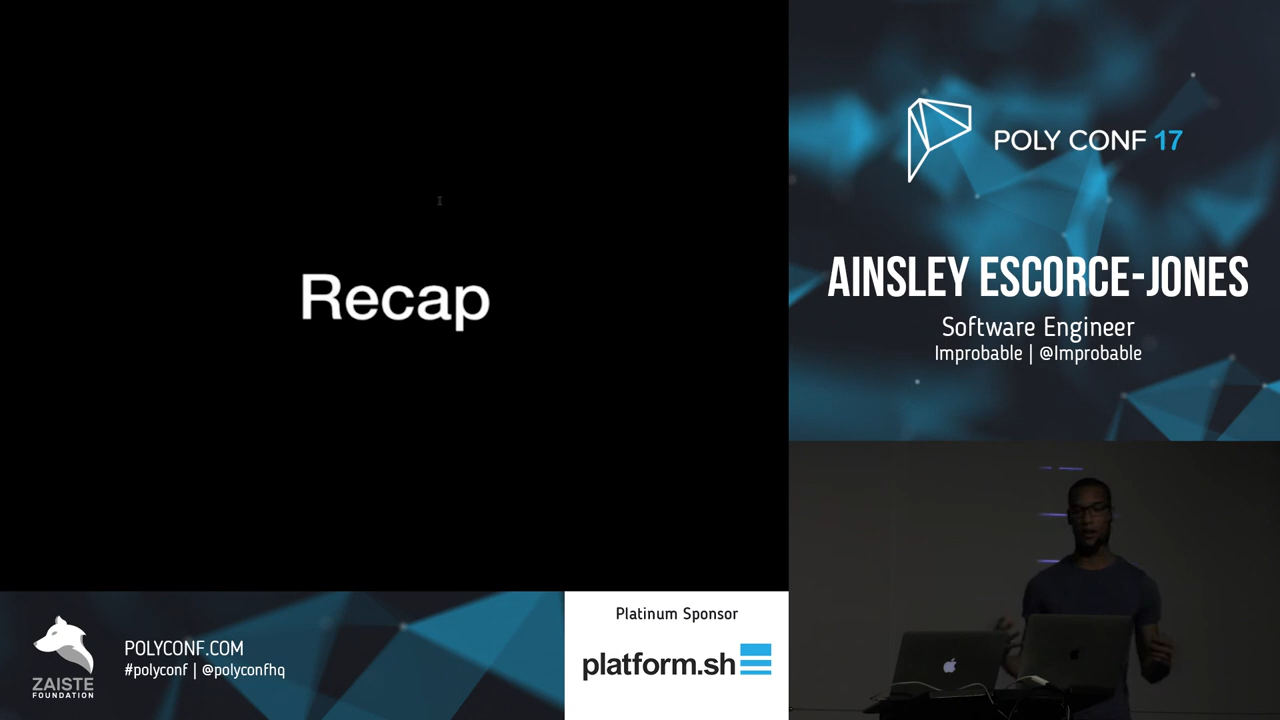 Recap
POLY CONF 17
AINSLEY ESCORCE-JONES
Software Engineer
Improbable | @Improbable
ZAISTE
FOUNDATION
POLYCONF.COM
#polyconf | @polyconfhq
Platinum Sponsor
platform.sh